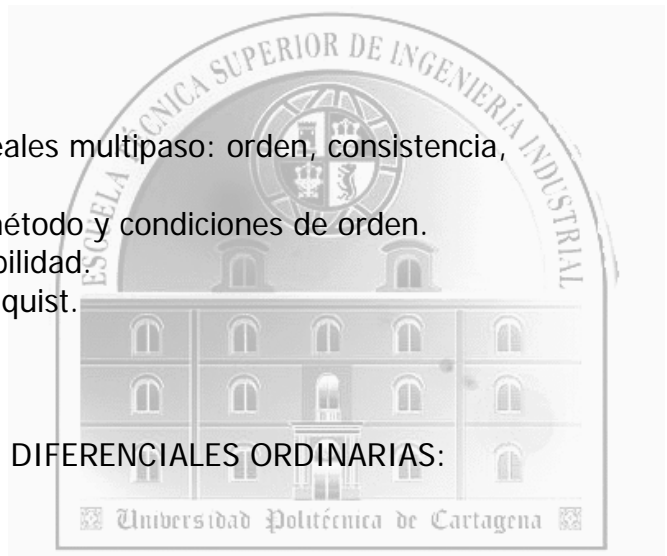 ESCUELA TÉCNICA SUPERIOR DE INGENIERÍA INDUSTRIAL
eales multipaso: orden, consistencia,
nétodo y condiciones de orden.
bilidad.
quist.
DIFERENCIALES ORDINARIAS:
Universidad Politécnica de Cartagena